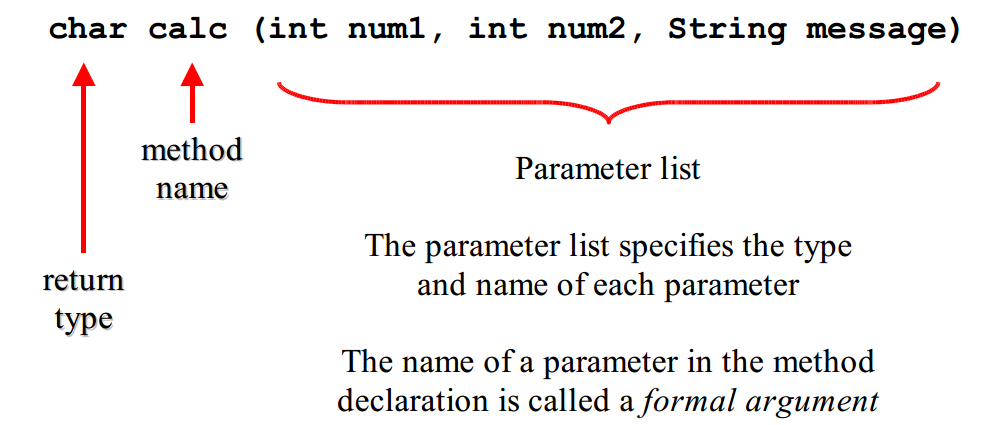 char calc (int num1, int num2, String message)
method
name
Parameter list
The parameter list specifies the type
and name of each parameter
return
type
The name of a parameter in the method
declaration is called a formal argument